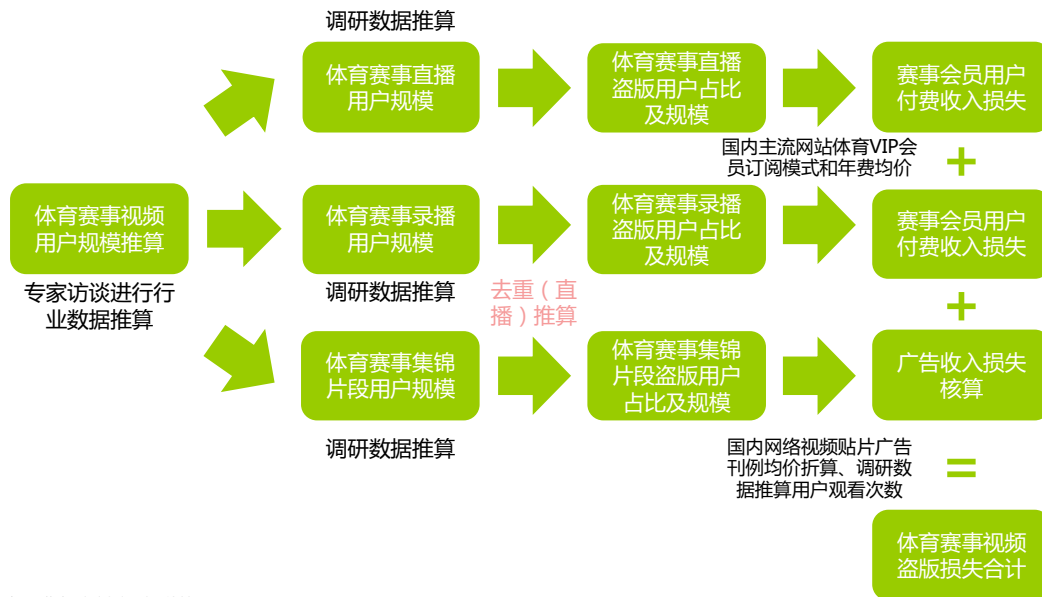 调研数据推算
体育赛事直播
用户规模
体育赛事直播
盗版用户占比
及规模
赛事会员用户
付费收入损失
国内主流网站体育VIP会
员订阅模式和年费均价
+
体育赛事视频
用户规模推算
专家访谈进行行
业数据推算
体育赛事录播
用户规模
调研数据推算
体育赛事录播
盗版用户占比
及规模
赛事会员用户
付费收入损失
去重（直
播）推算
+
体育赛事集锦
片段用户规模
调研数据推算
体育赛事集锦
片段盗版用户
占比及规模
广告收入损失
核算
国内网络视频贴片广告
刊例均价折算、调研数
据推算用户观看次数
=
体育赛事视频
盗版损失合计